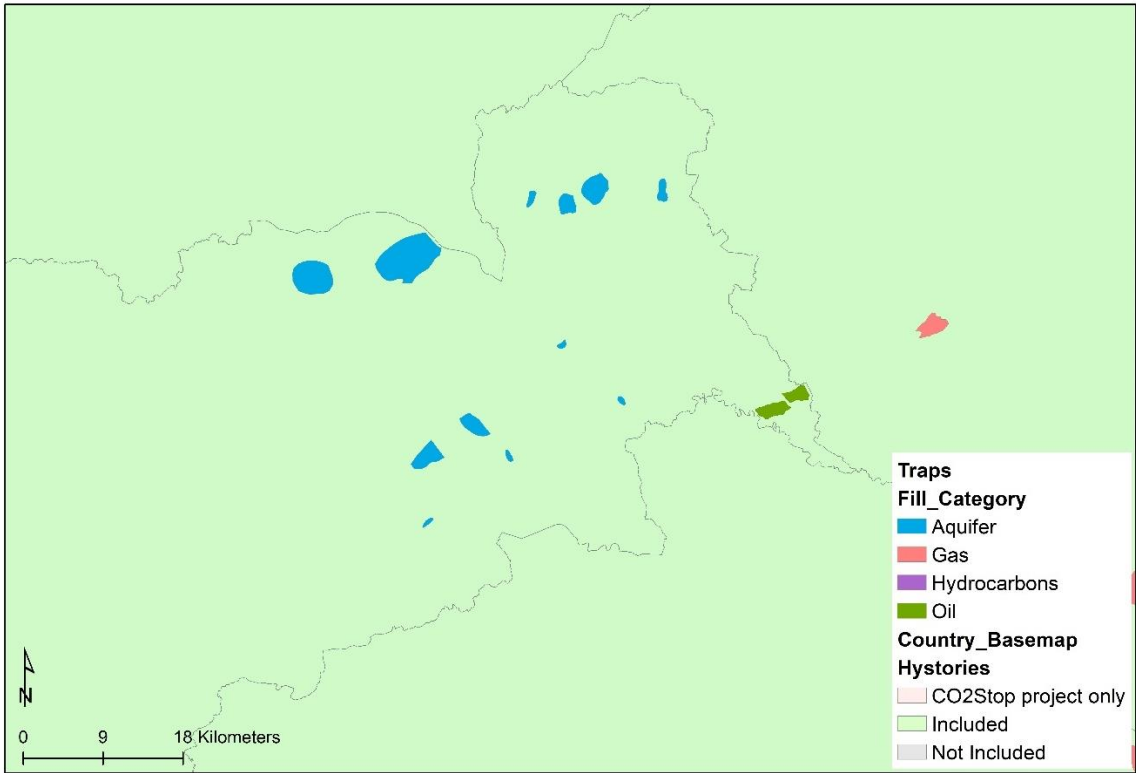 Traps
Fill_Category
Aquifer
Gas
Hydrocarbons
Oil
Country_Basemap
Hystories
CO2Stop project only
Included
Not Included
N
0 9 18 Kilometers